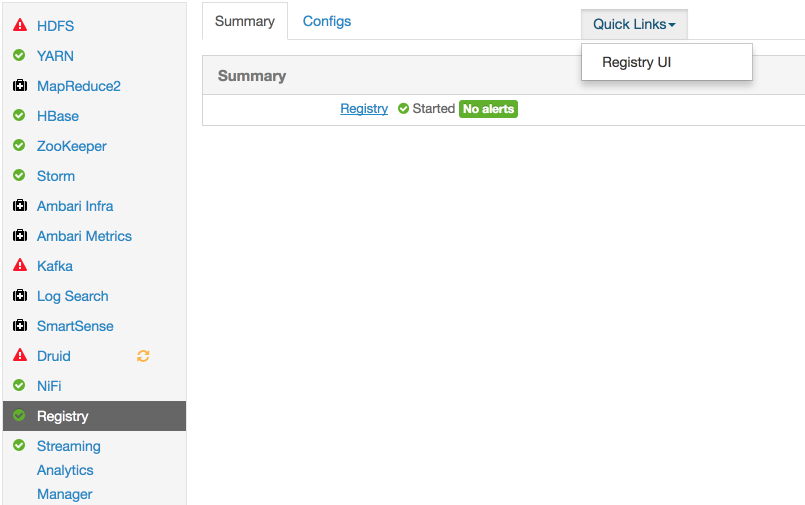 HDFS
YARN
MapReduce2
HBase
ZooKeeper
Storm
Ambari Infra
Ambari Metrics
Kafka
Log Search
SmartSense
Druid
NiFi
Registry
Streaming
Analytics
Manager
Summary Configs Quick Links
Registry UI
Summary
Registry Started No alerts